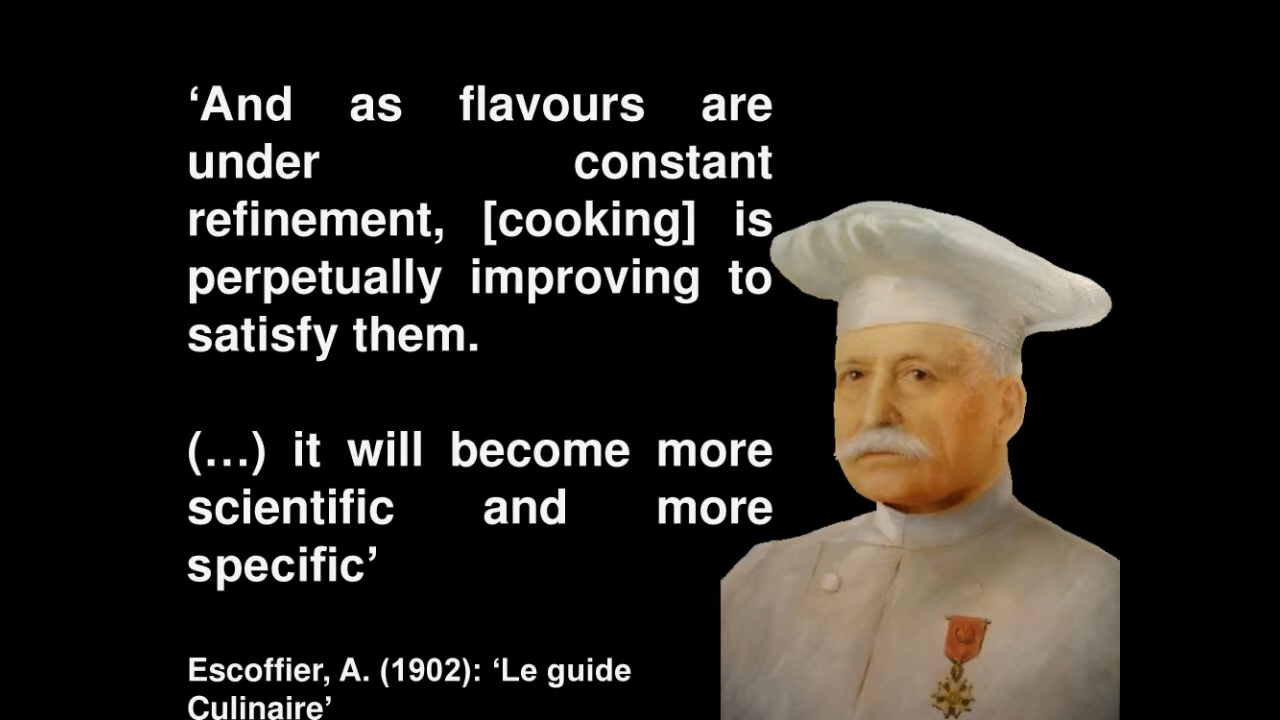 ‘And as flavours are
under constant
refinement, [cooking] is
perpetually improving to
satisfy them.
(…) it will become more
scientific and more
specific’
Escoffier, A. (1902): ‘Le guide
Culinaire’